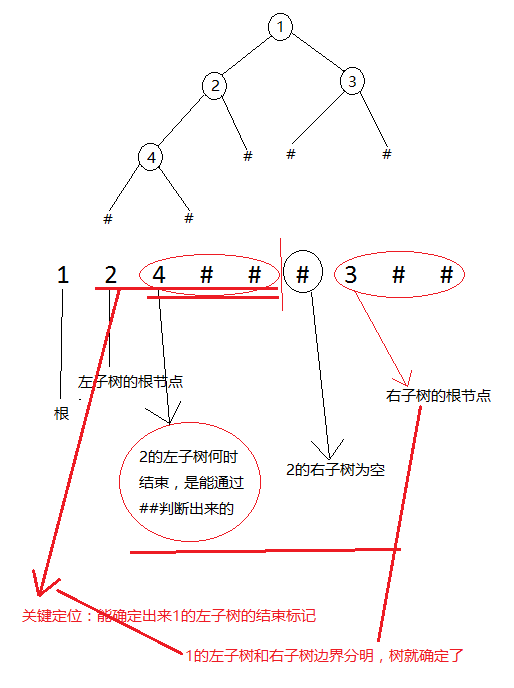 1
2 3
4 # # #
# #
1 2 4 # # # 3 # #
左子树的根节点
右子树的根节点
根
2的左子树何时
结束，是能通过
##判断出来的
2的右子树为空
关键定位：能确定出来1的左子树的结束标记
1的左子树和右子树边界分明，树就确定了